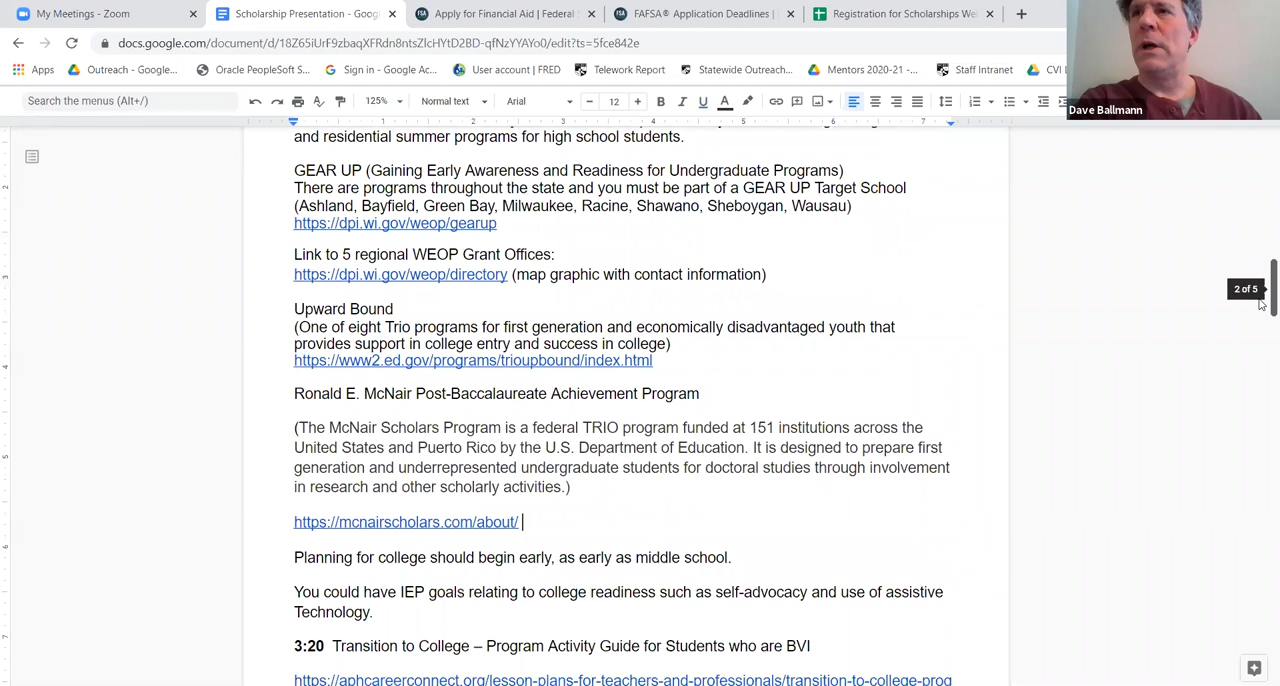 My Meetings - Zoom
Scholarship Presentation - Goog
Apply for Financial Aid | Federal
FAFSA® Application Deadlines |
Registration for Scholarships We
docs.google.com/document/d/18Z65iUrF9zbaqXFRdn8ntsZlcHYtD2BD-qfNzYYAYo0/edit?ts=5fce842e
Apps
Outreach - Google...
Oracle PeopleSoft S...
Sign in - Google Ac...
User account | FRED
Telework Report
Statewide Outreach...
Mentors 2020-21 -...
Staff Intranet
CVI L
Search the menus (Alt+/)
125%
Normal text
Arial
12
Dave Ballmann
2 3 4 5 6 7
and residential summer programs for high school students.
GEAR UP (Gaining Early Awareness and Readiness for Undergraduate Programs)
There are programs throughout the state and you must be part of a GEAR UP Target School
(Ashland, Bayfield, Green Bay, Milwaukee, Racine, Shawano, Sheboygan, Wausau)
https://dpi.wi.gov/weop/gearup
Link to 5 regional WEOP Grant Offices:
https://dpi.wi.gov/weop/directory (map graphic with contact information)
2 of 5
Upward Bound
(One of eight Trio programs for first generation and economically disadvantaged youth that
provides support in college entry and success in college)
https://www2.ed.gov/programs/trioupbound/index.html
Ronald E. McNair Post-Baccalaureate Achievement Program
(The McNair Scholars Program is a federal TRIO program funded at 151 institutions across the
United States and Puerto Rico by the U.S. Department of Education. It is designed to prepare first
generation and underrepresented undergraduate students for doctoral studies through involvement
in research and other scholarly activities.)
https://mcnairscholars.com/about/
Planning for college should begin early, as early as middle school.
You could have IEP goals relating to college readiness such as self-advocacy and use of assistive
Technology.
3:20 Transition to College – Program Activity Guide for Students who are BVI
https://aphcareerconnect.org/lesson-plans-for-teachers-and-professionals/transition-to-college-prog